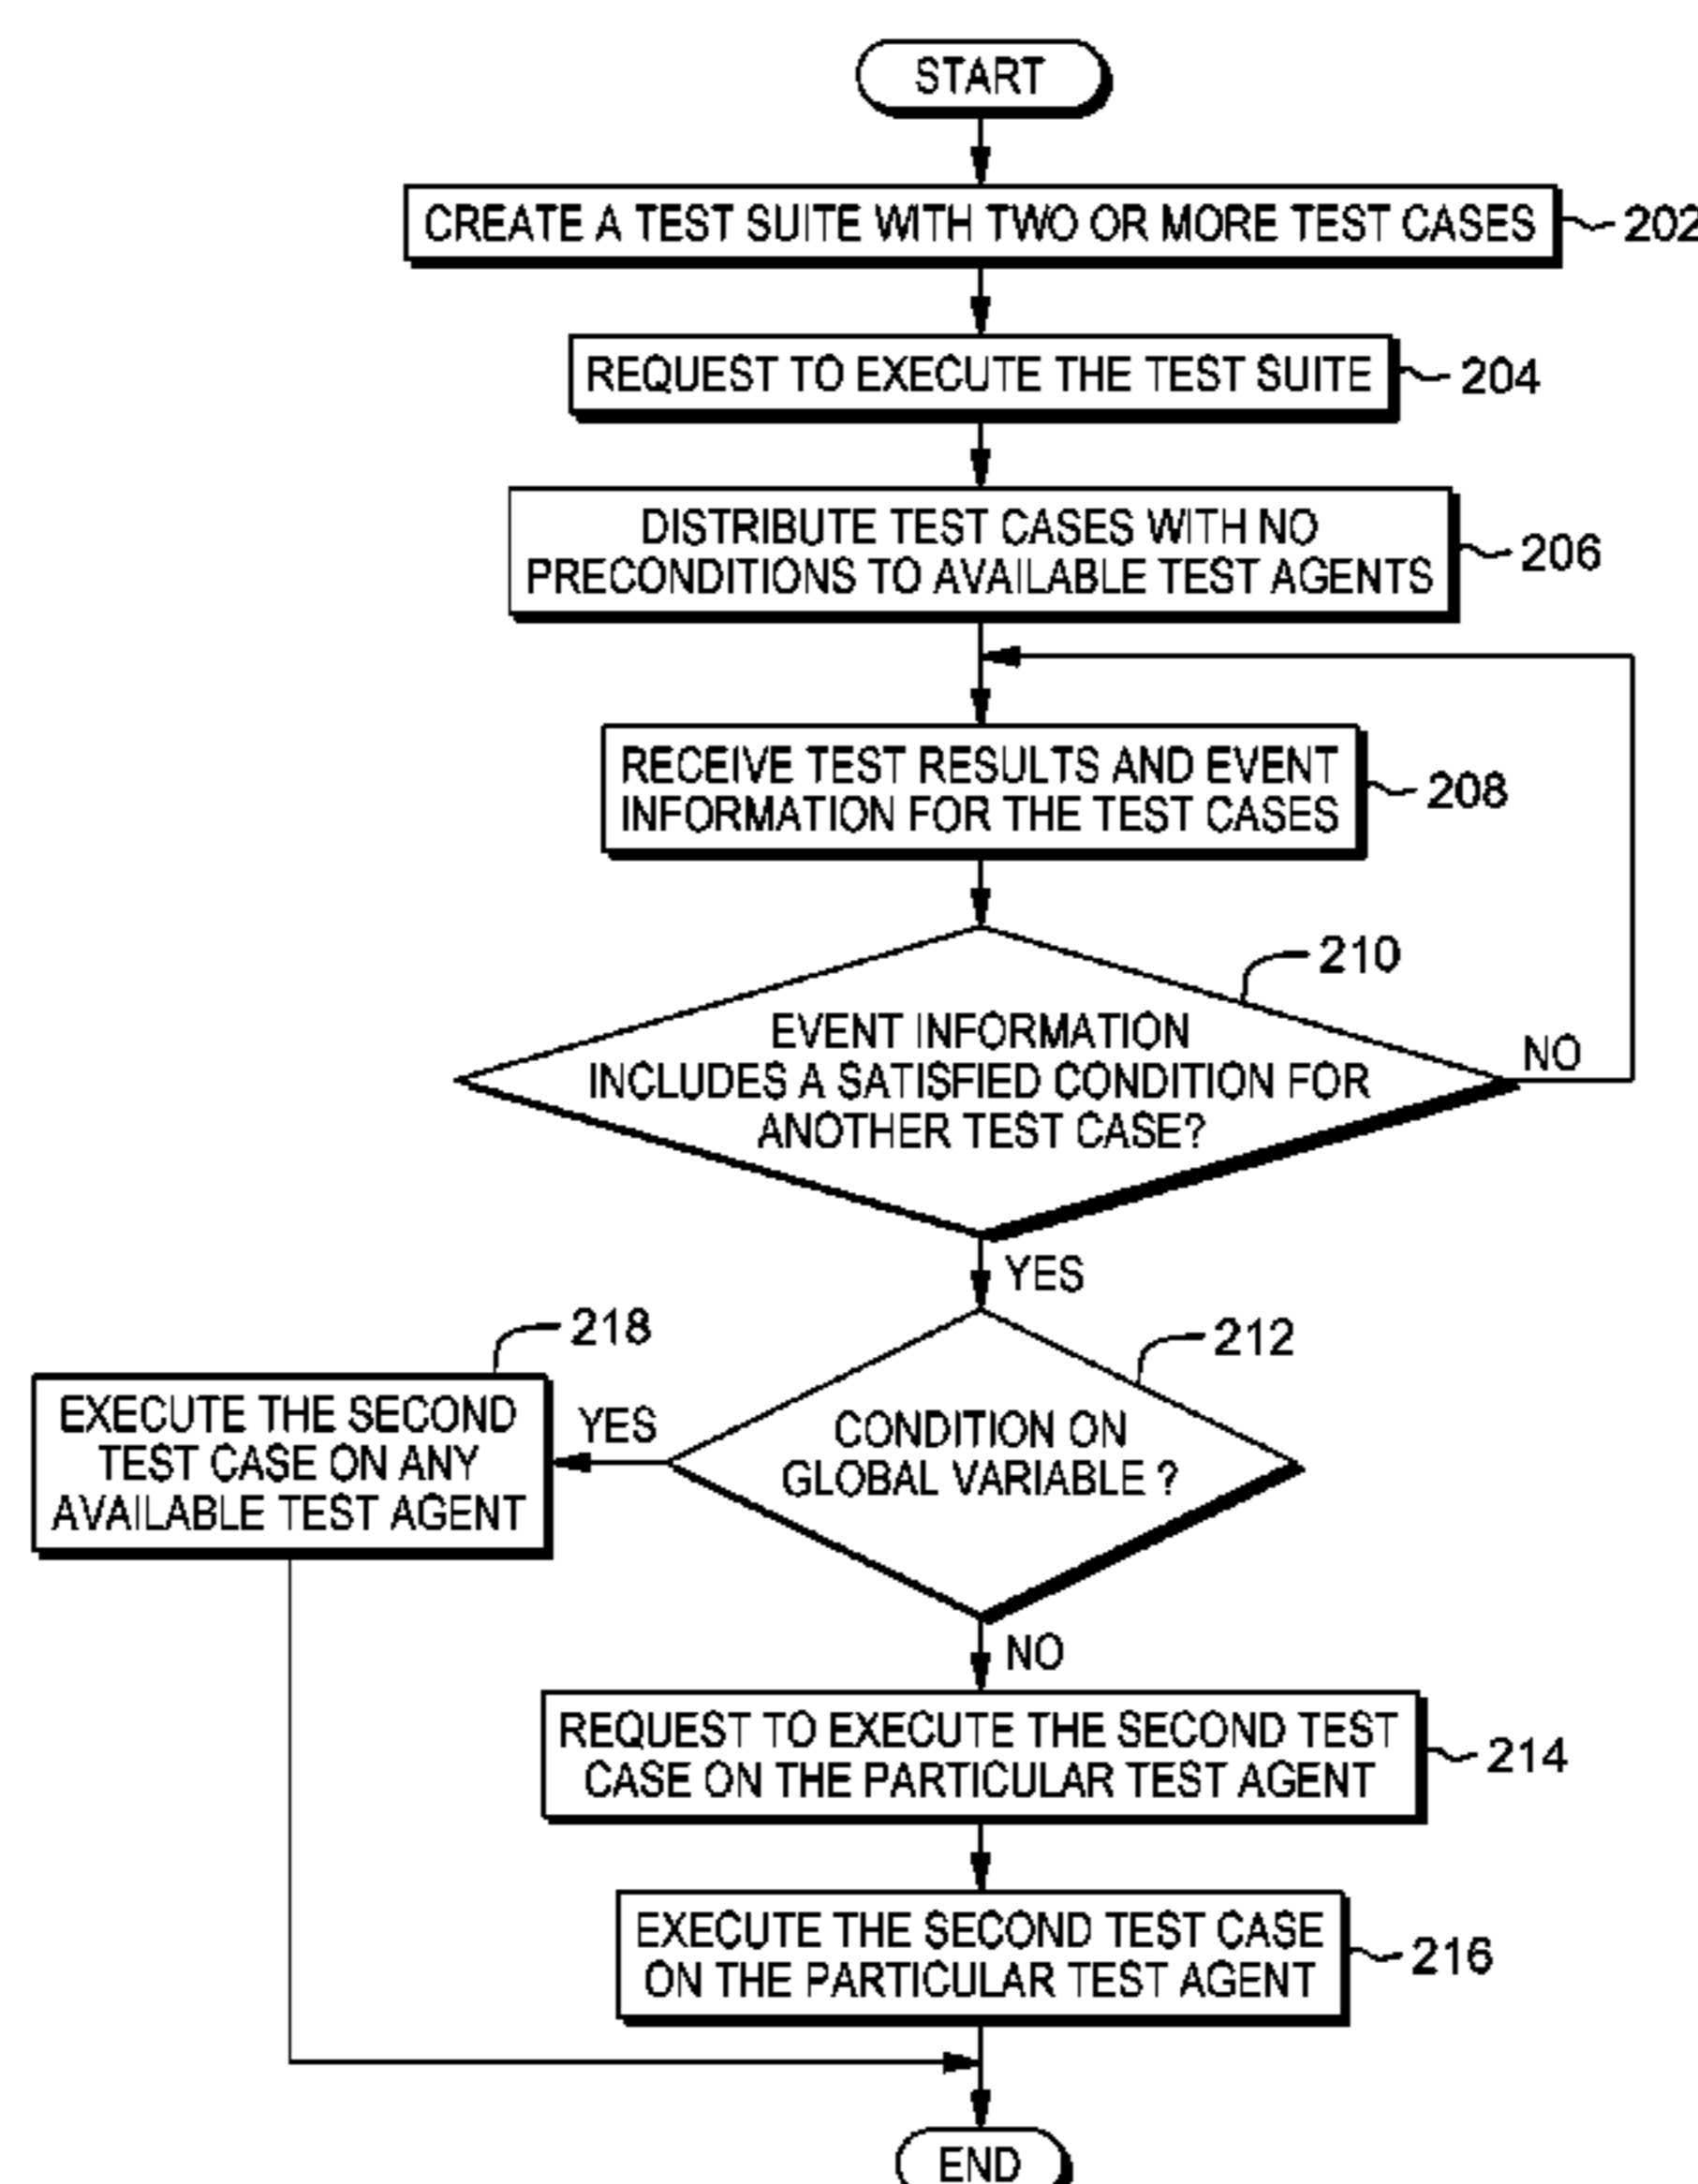 START
CREATE A TEST SUITE WITH TWO OR MORE TEST CASES
202
REQUEST TO EXECUTE THE TEST SUITE
204
DISTRIBUTE TEST CASES WITH NO
PRECONDITIONS TO AVAILABLE TEST AGENTS
206
RECEIVE TEST RESULTS AND EVENT
INFORMATION FOR THE TEST CASES
208
210
EVENT INFORMATION
INCLUDES A SATISFIED CONDITION FOR
ANOTHER TEST CASE?
NO
YES
218
212
EXECUTE THE SECOND
TEST CASE ON ANY
AVAILABLE TEST AGENT
YES
CONDITION ON
GLOBAL VARIABLE ?
NO
REQUEST TO EXECUTE THE SECOND TEST
CASE ON THE PARTICULAR TEST AGENT
214
EXECUTE THE SECOND TEST CASE
ON THE PARTICULAR TEST AGENT
216
END